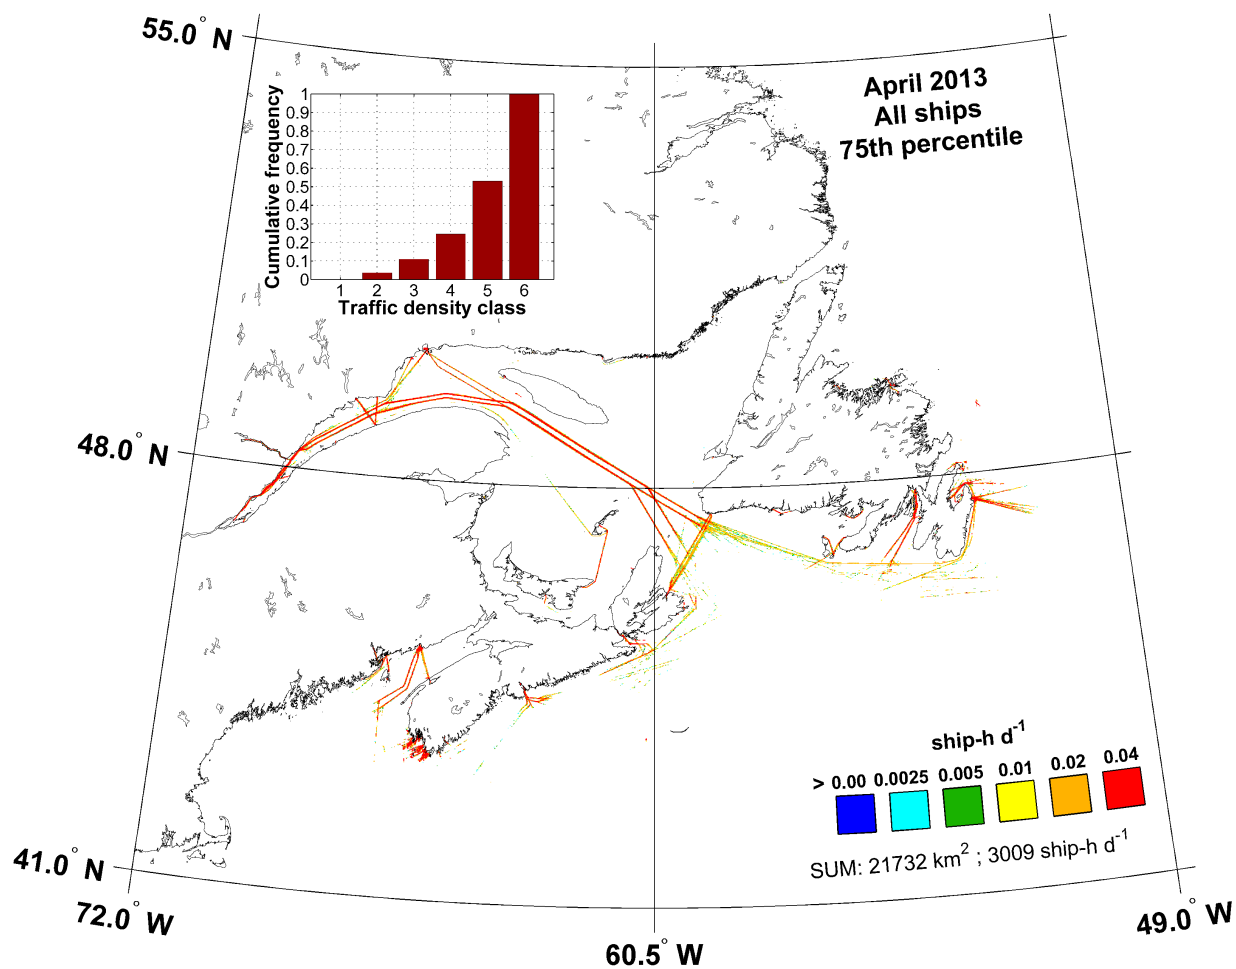 55.0° N
April 2013
All ships
75th percentile
Cumulative frequency
1
0.9
0.8
0.7
0.6
0.5
0.4
0.3
0.2
0.1
0
1 2 3 4 5 6
Traffic density class
48.0° N
ship-h d-1
> 0.00 0.0025 0.005 0.01 0.02 0.04
SUM: 21732 km2 ; 3009 ship-h d-1
41.0° N
72.0° W
60.5° W
49.0° W